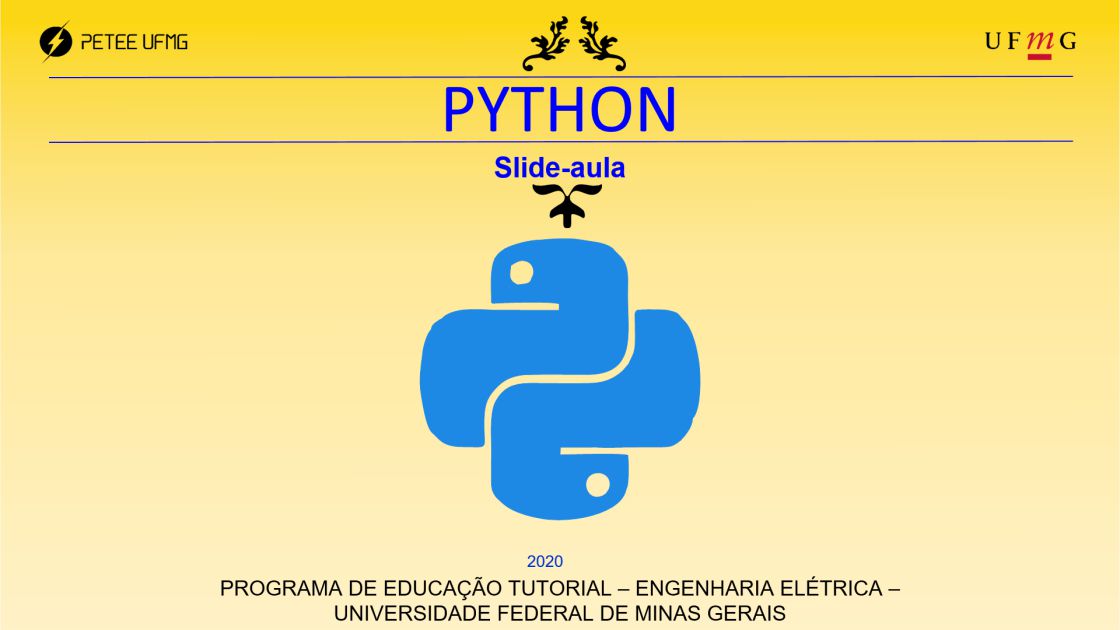 PETEE UFMG
UFmG
PYTHON
Slide-aula
2020
PROGRAMA DE EDUCAÇÃO TUTORIAL – ENGENHARIA ELÉTRICA –
UNIVERSIDADE FEDERAL DE MINAS GERAIS